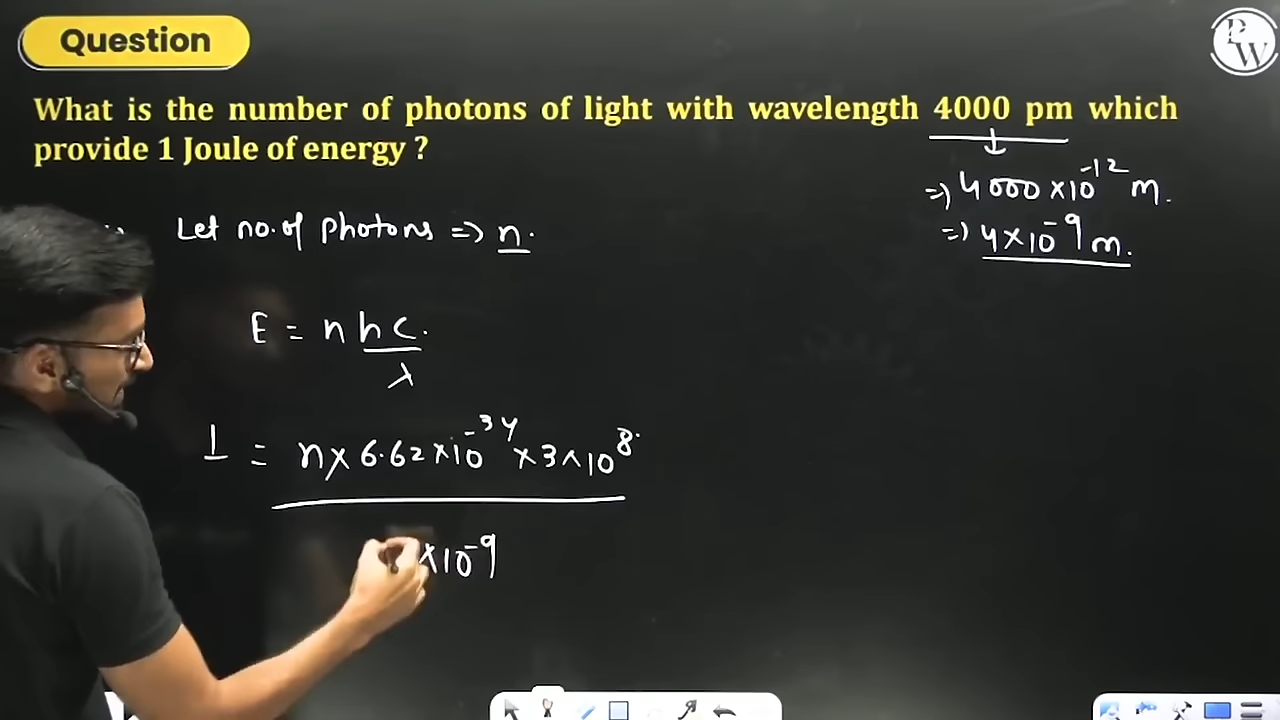 Question
PW
What is the number of photons of light with wavelength 4000 pm which
provide 1 Joule of energy ?
=) 4000 × 10⁻¹² m.
=) 4 × 10⁻⁹ m.
Let no. of photons => n.
E = n hc.
λ
1 = n × 6.62 × 10⁻³⁴ × 3 × 10⁸
× 10⁻⁹